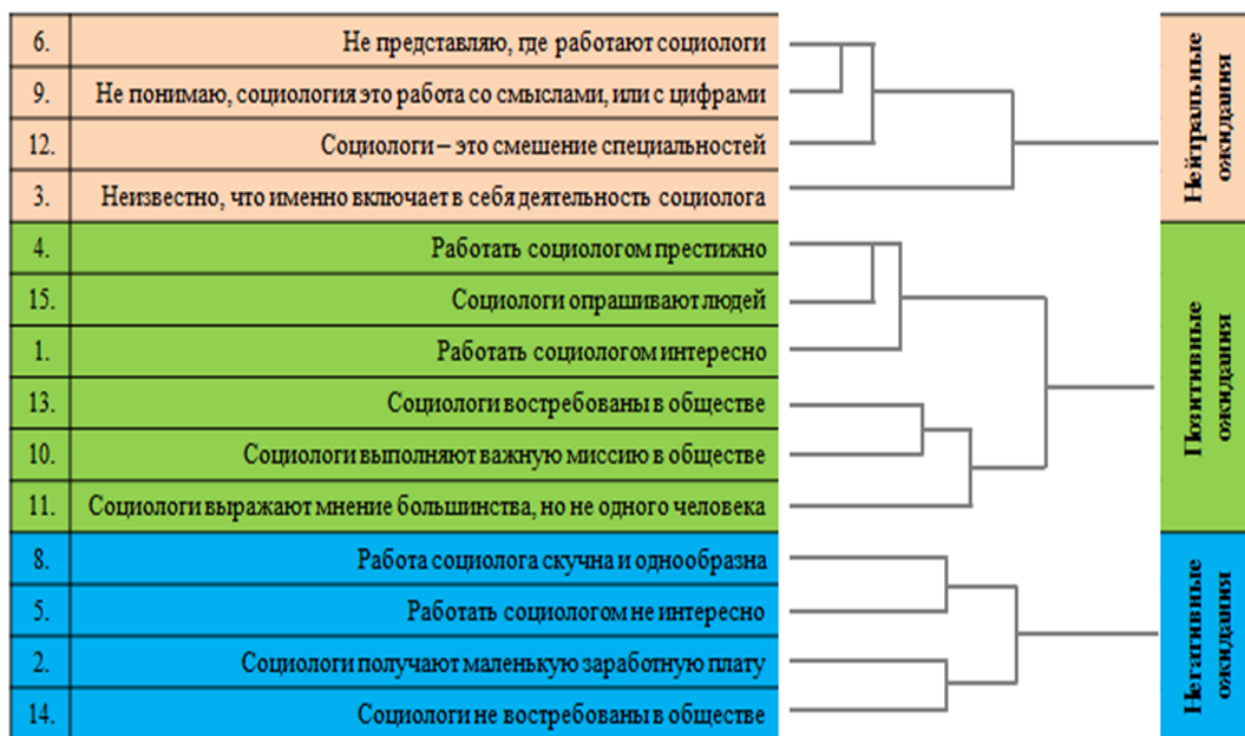 6. Не представляю, где работают социологи
9. Не понимаю, социология это работа со смыслами, или с цифрами
12. Социологи – это смешение специальностей
3. Неизвестно, что именно включает в себя деятельность социолога
Нейтральные
ожидания
4. Работать социологом престижно
15. Социологи опрашивают людей
1. Работать социологом интересно
13. Социологи востребованы в обществе
10. Социологи выполняют важную миссию в обществе
11. Социологи выражают мнение большинства, но не одного человека
Позитивные
ожидания
8. Работа социолога скучна и однообразна
5. Работать социологом не интересно
2. Социологи получают маленькую заработную плату
14. Социологи не востребованы в обществе
Негативные
ожидания